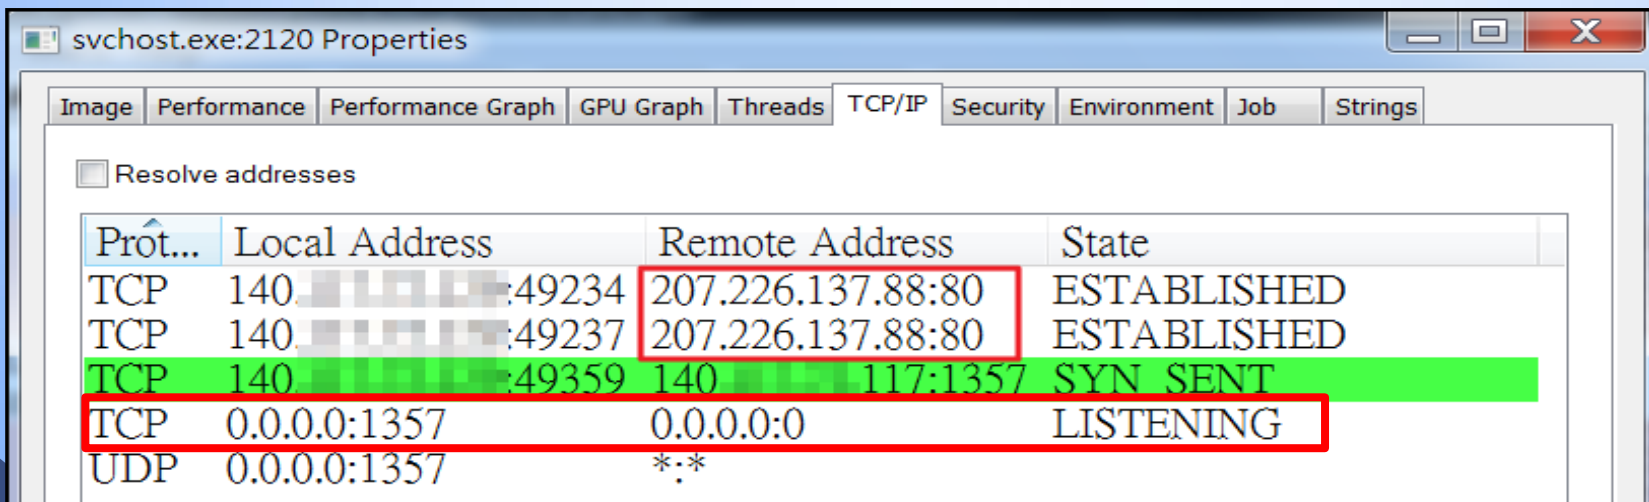 svchost.exe:2120 Properties
Image Performance Performance Graph GPU Graph Threads TCP/IP Security Environment Job Strings
Resolve addresses
Prot... Local Address Remote Address State
TCP 140. :49234 207.226.137.88:80 ESTABLISHED
TCP 140. :49237 207.226.137.88:80 ESTABLISHED
TCP 140. :49359 140 117:1357 SYN_SENT
TCP 0.0.0.0:1357 0.0.0.0:0 LISTENING
UDP 0.0.0.0:1357 *:*